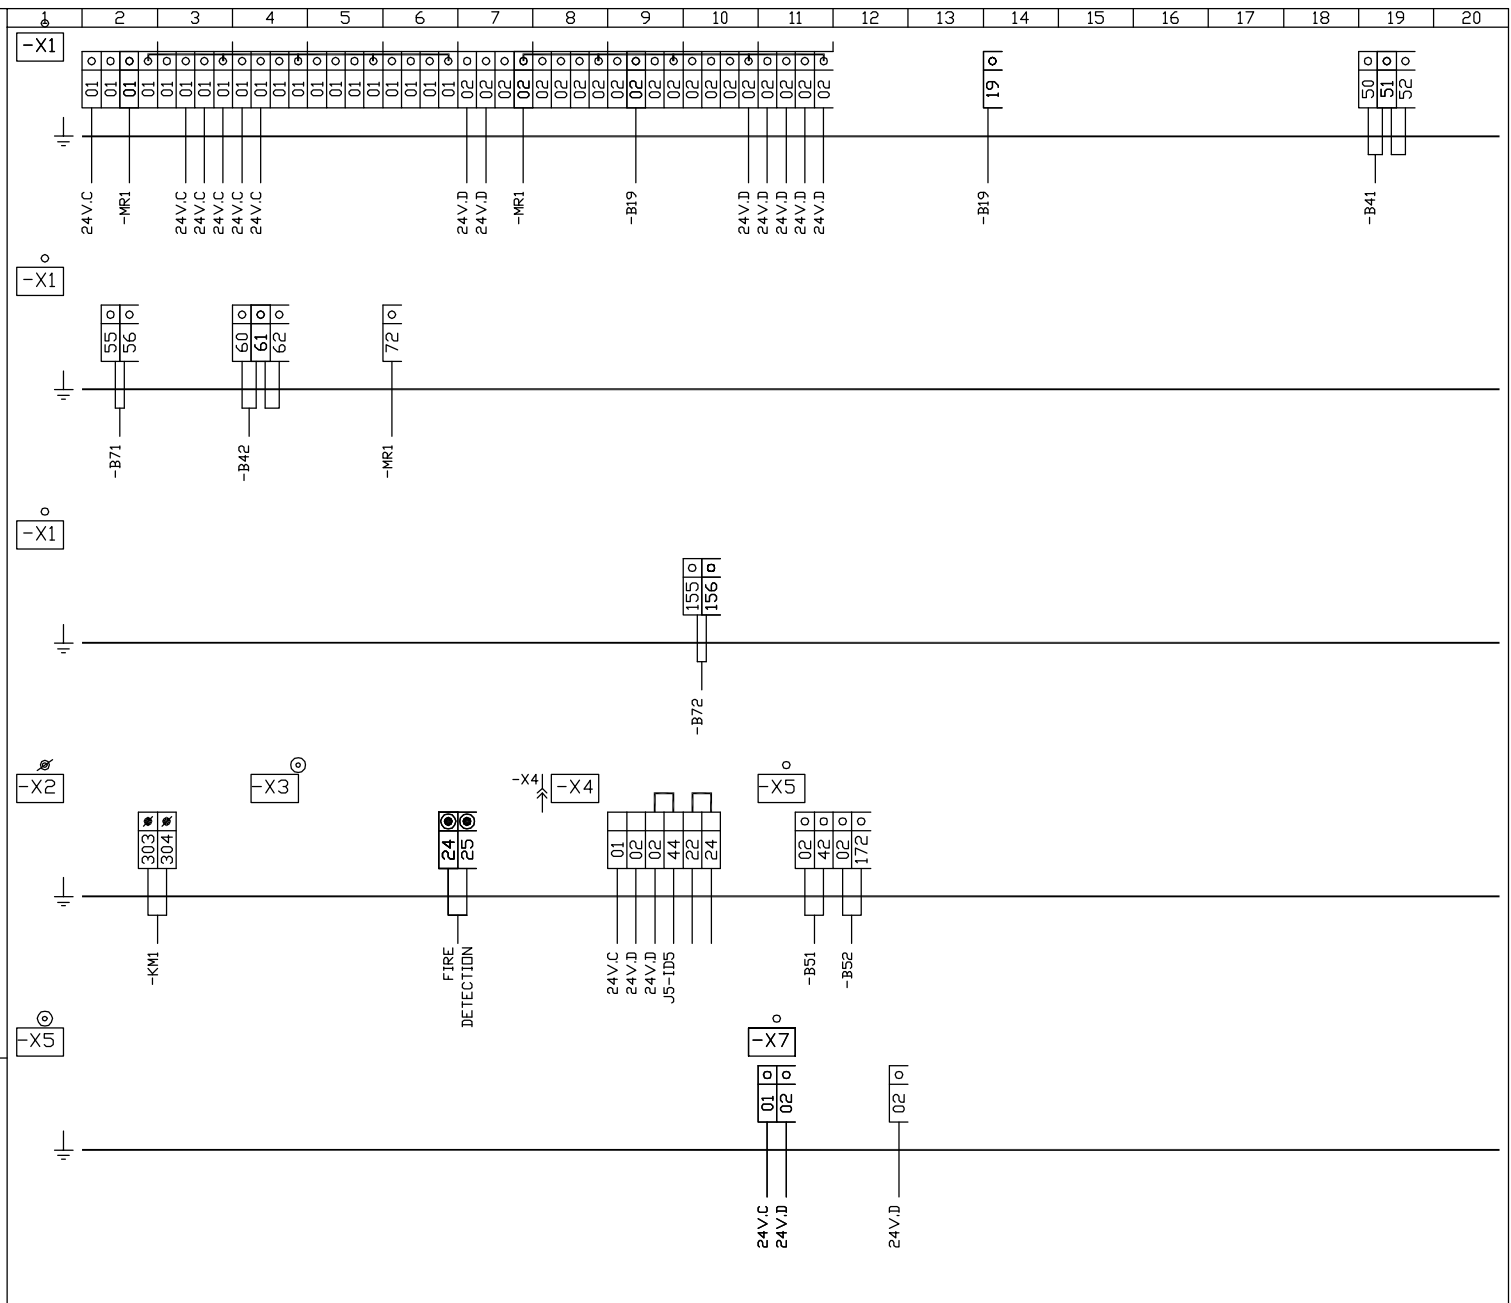 1 2 3 4 5 6 7 8 9 10 11 12 13 14 15 16 17 18 19 20
-X1
01 01 01 01 01 01 01 01 01 01 01 01 01 01 01 01 01 01 01 01 02 02 02 02 02 02 02 02 02 02 02 02 02 02 02 02 02 02 02 02 19 50 51 52
24V.C -MR1 24V.C 24V.C 24V.C 24V.C 24V.C 24V.D 24V.D -MR1 -B19 24V.D 24V.D 24V.D 24V.D 24V.D -B19 -B41
-X1
55 56 60 61 62 72
-B71 -B42 -MR1
-X1
155 156
-B72
-X2 -X3 -X4 -X4 -X5
303 304 24 25 01 02 02 44 22 24 02 42 02 172
-KM1 FIRE
DETECTION
24V.C 24V.D 24V.D J5-ID5 -B51 -B52
-X5 -X7
01 02 02
24V.C 24V.D 24V.D